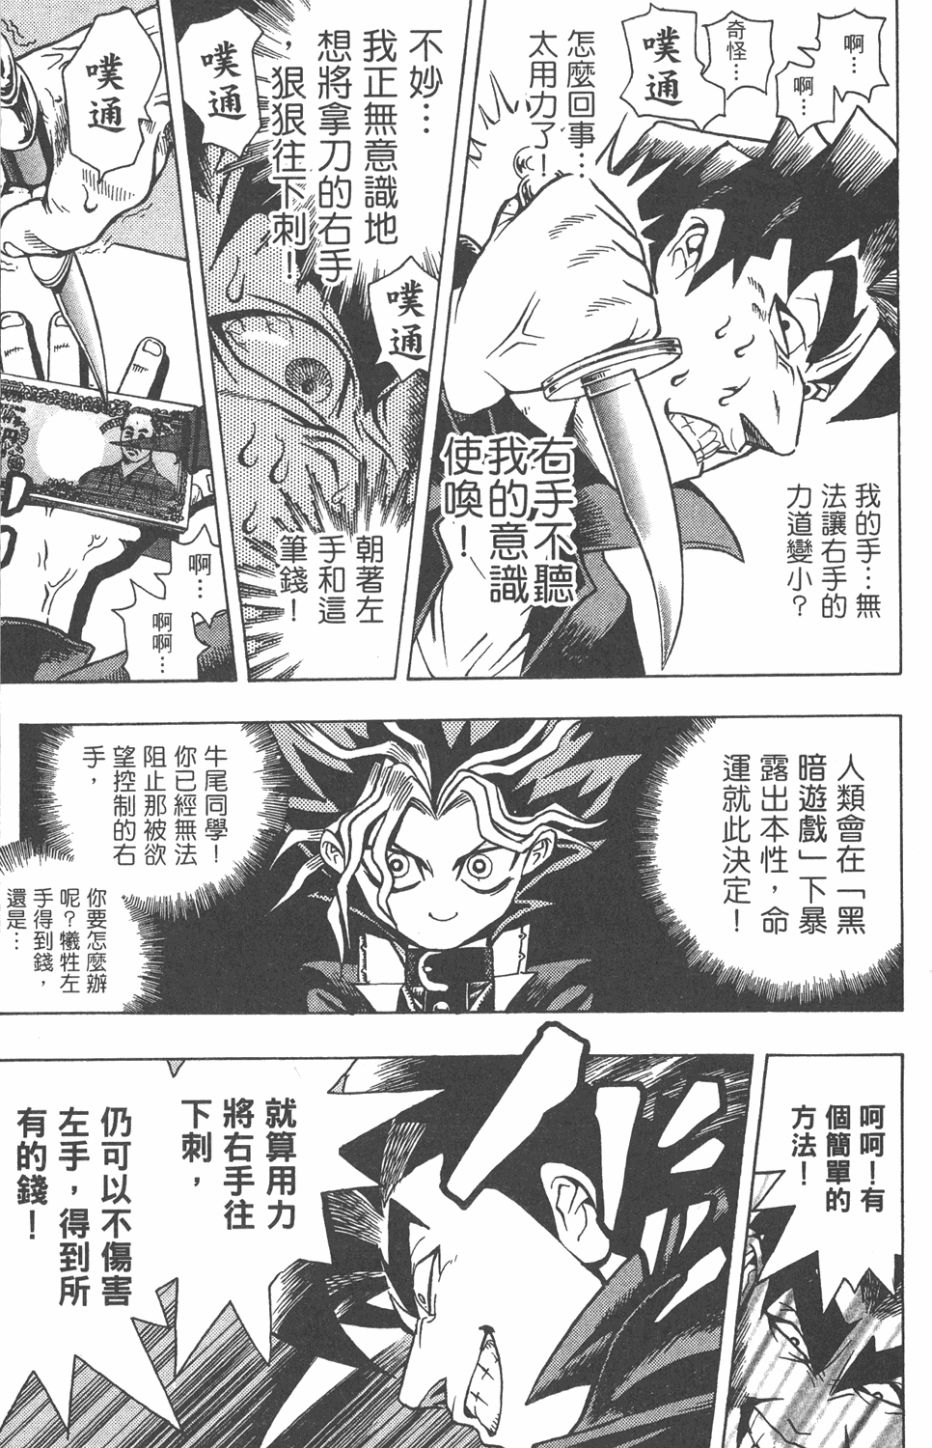 啊…
啊…
奇怪…
噗通
怎麼回事…
太用力了！
我的手…無
法讓右手的
力道變小？
右手不聽
我的意識
使喚！
不妙…
我正無意識地
想將拿刀的右手
，狠狠往下刺！
噗通
朝著左
手和這
筆錢！
噗通
噗通
啊…
啊啊…
人類會在「黑
暗遊戲」下暴
露出本性，命
運就此決定！
牛尾同學！
你已經無法
阻止那被欲
望控制的右
手，
你要怎麼辦
呢？犧牲左
手得到錢，
還是…
呵呵！有
個簡單的
方法！
就算用力
將右手往
下刺，
仍可以不傷害
左手，得到所
有的錢！